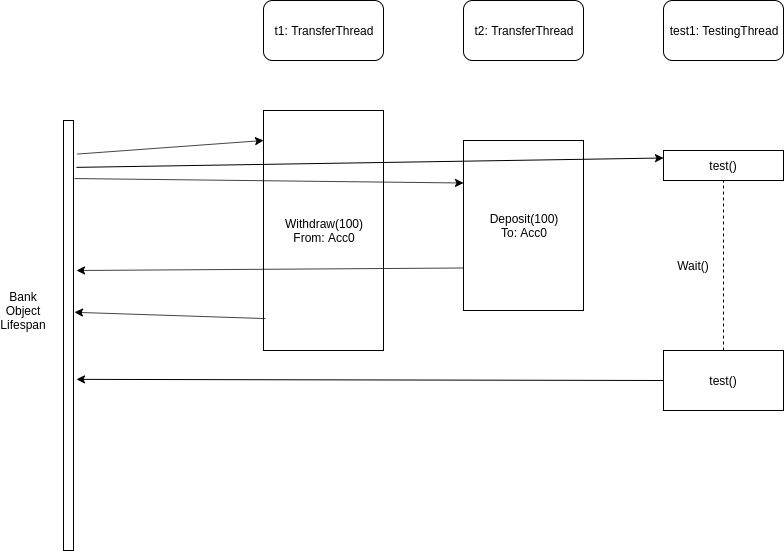 t1: TransferThread
t2: TransferThread
test1: TestingThread
test()
Withdraw(100)
From: Acc0
Deposit(100)
To: Acc0
Wait()
Bank
Object
Lifespan
test()